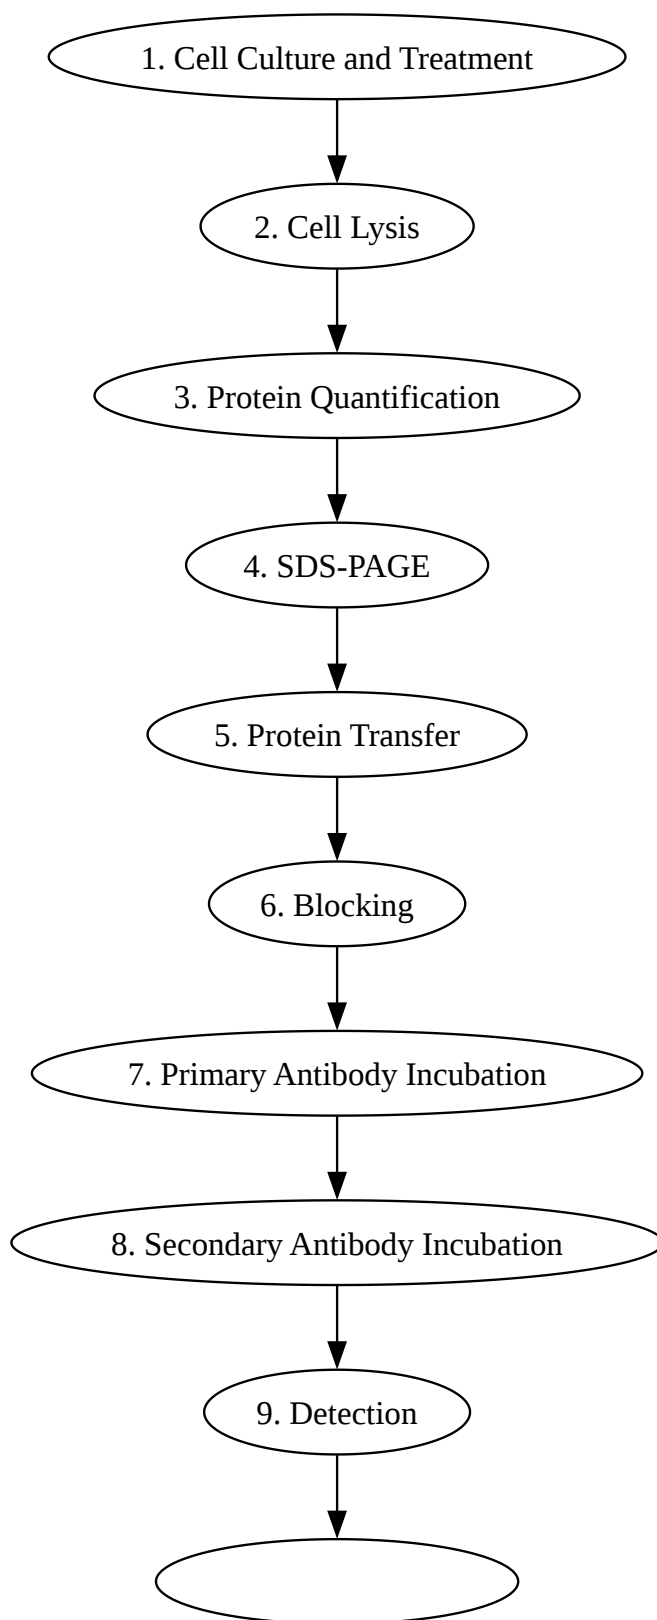 1. Cell Culture and Treatment
2. Cell Lysis
3. Protein Quantification
4. SDS-PAGE
5. Protein Transfer
6. Blocking
7. Primary Antibody Incubation
8. Secondary Antibody Incubation
9. Detection